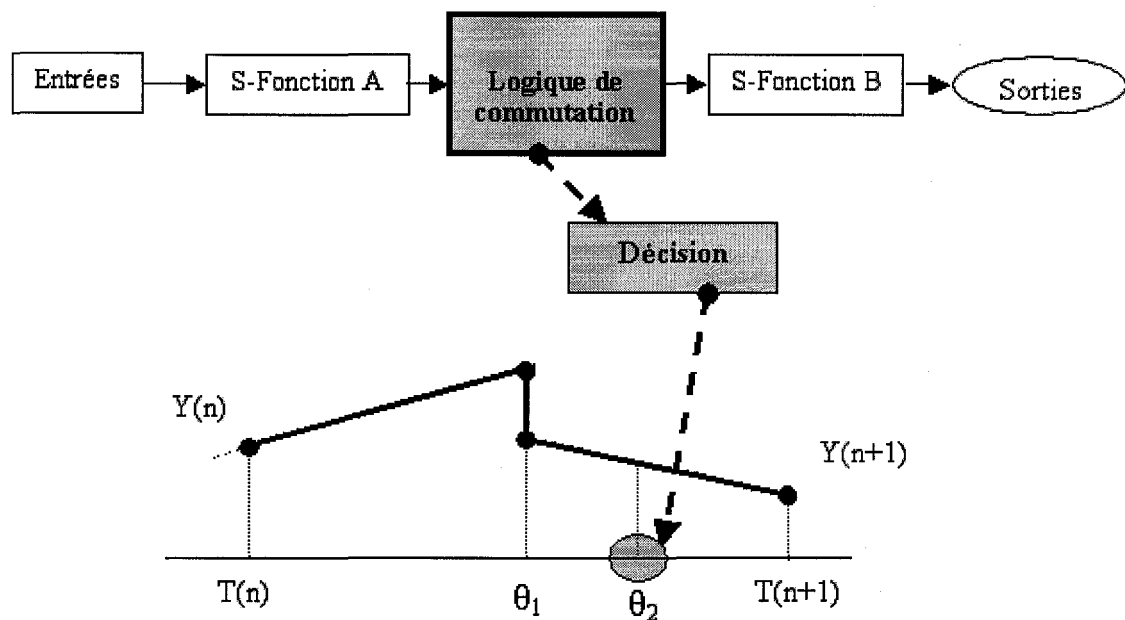 Entrées
S-Fonction A
Logique de
commutation
S-Fonction B
Sorties
Décision
Y(n)
Y(n+1)
T(n)
θ₁
θ₂
T(n+1)